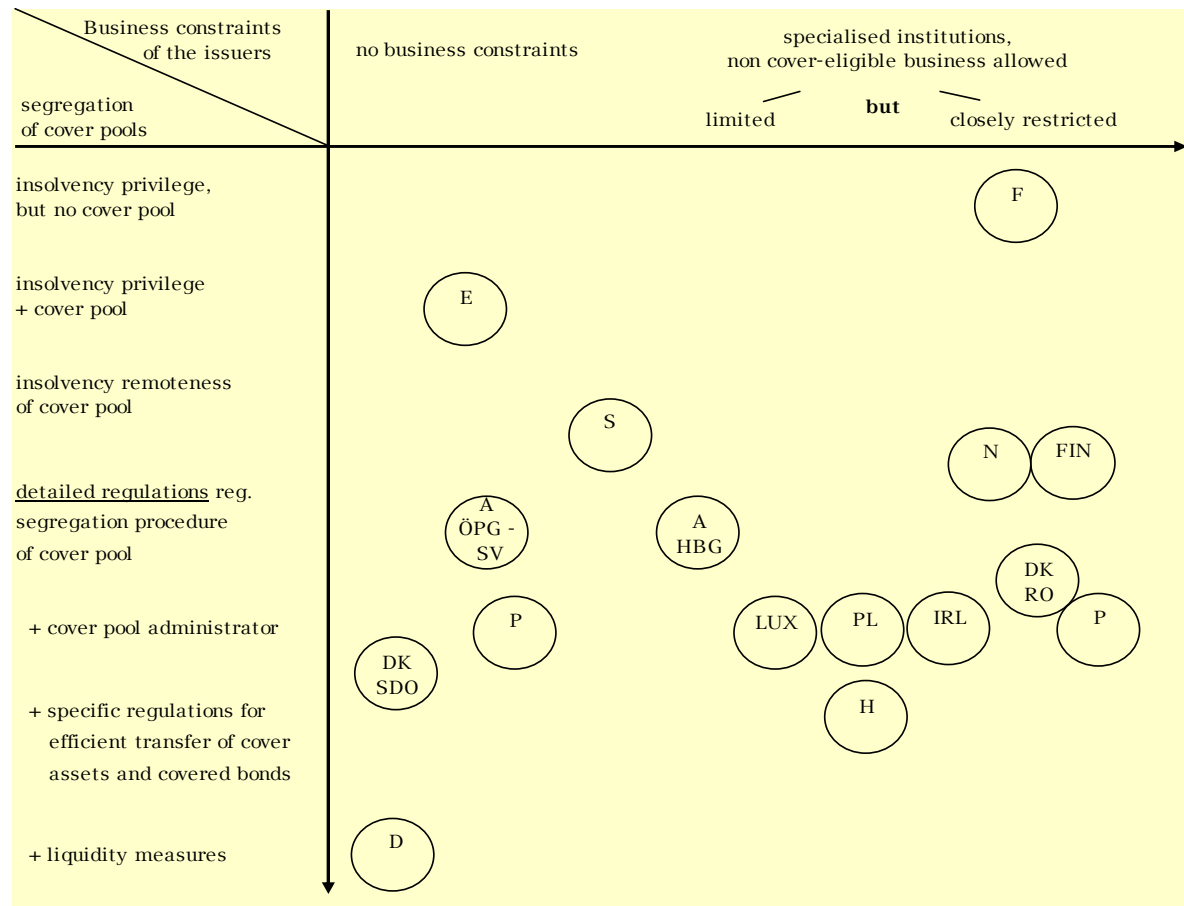 Business constraints
of the issuers
segregation
of cover pools
no business constraints
specialised institutions,
non cover-eligible business allowed
but
limited
closely restricted
insolvency privilege,
but no cover pool
F
insolvency privilege
+ cover pool
E
insolvency remoteness
of cover pool
S
N
FIN
detailed regulations reg.
segregation procedure
of cover pool
A
ÖPG -
SV
A
HBG
DK
RO
+ cover pool administrator
P
LUX
PL
IRL
P
DK
SDO
+ specific regulations for
efficient transfer of cover
assets and covered bonds
H
+ liquidity measures
D